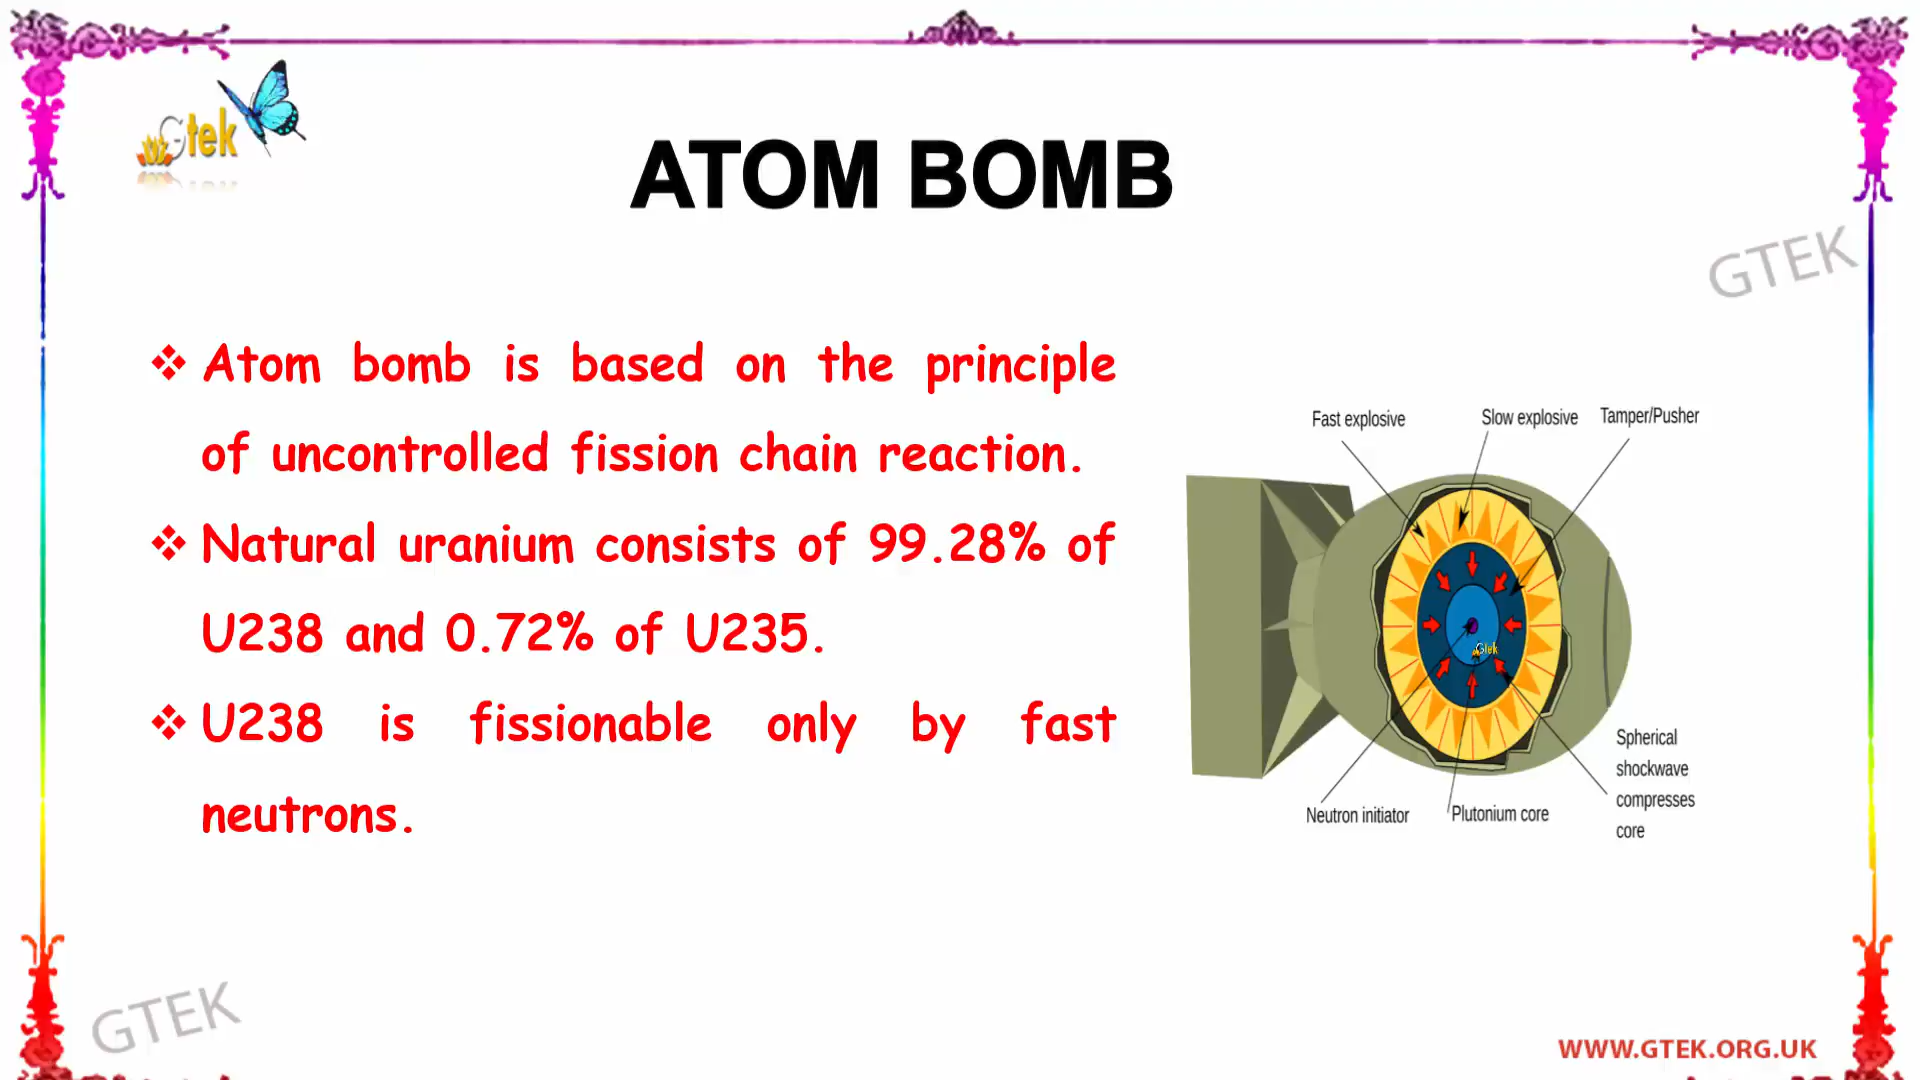 Gtek
ATOM BOMB
GTEK
❖ Atom bomb is based on the principle
of uncontrolled fission chain reaction.
❖ Natural uranium consists of 99.28% of
U238 and 0.72% of U235.
❖ U238 is fissionable only by fast
neutrons.
Fast explosive
Slow explosive
Tamper/Pusher
Gtek
Neutron initiator
Plutonium core
Spherical
shockwave
compresses
core
GTEK
WWW.GTEK.ORG.UK